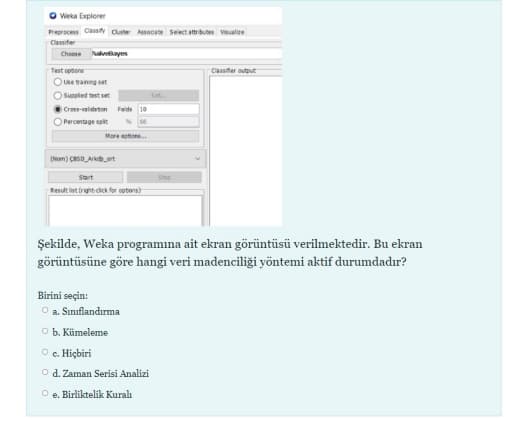 Weka Explorer
Preprocess Classify Cluster Associate Select attributes Visualize
Classifier
Choose NaiveBayes
Test options
Classifier output
Use training set
Supplied test set Set...
Cross-validation Folds 10
Percentage split % 66
More options...
(Nom) ÇBS0_Arkdb_ort
Start Stop
Result list (right-click for options)
Şekilde, Weka programına ait ekran görüntüsü verilmektedir. Bu ekran
görüntüsüne göre hangi veri madenciliği yöntemi aktif durumdadır?
Birini seçin:
a. Sınıflandırma
b. Kümeleme
c. Hiçbiri
d. Zaman Serisi Analizi
e. Birliktelik Kuralı